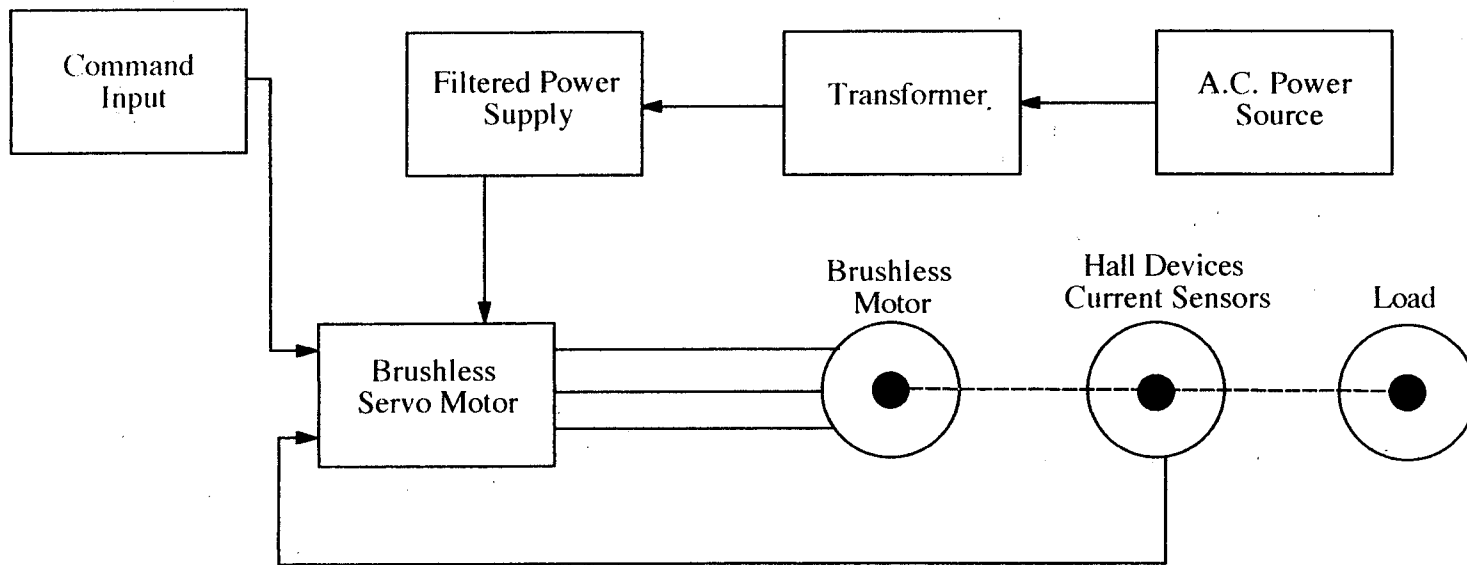 Command
Input
Filtered Power
Supply
Transformer
A.C. Power
Source
Brushless
Motor
Hall Devices
Current Sensors
Load
Brushless
Servo Motor